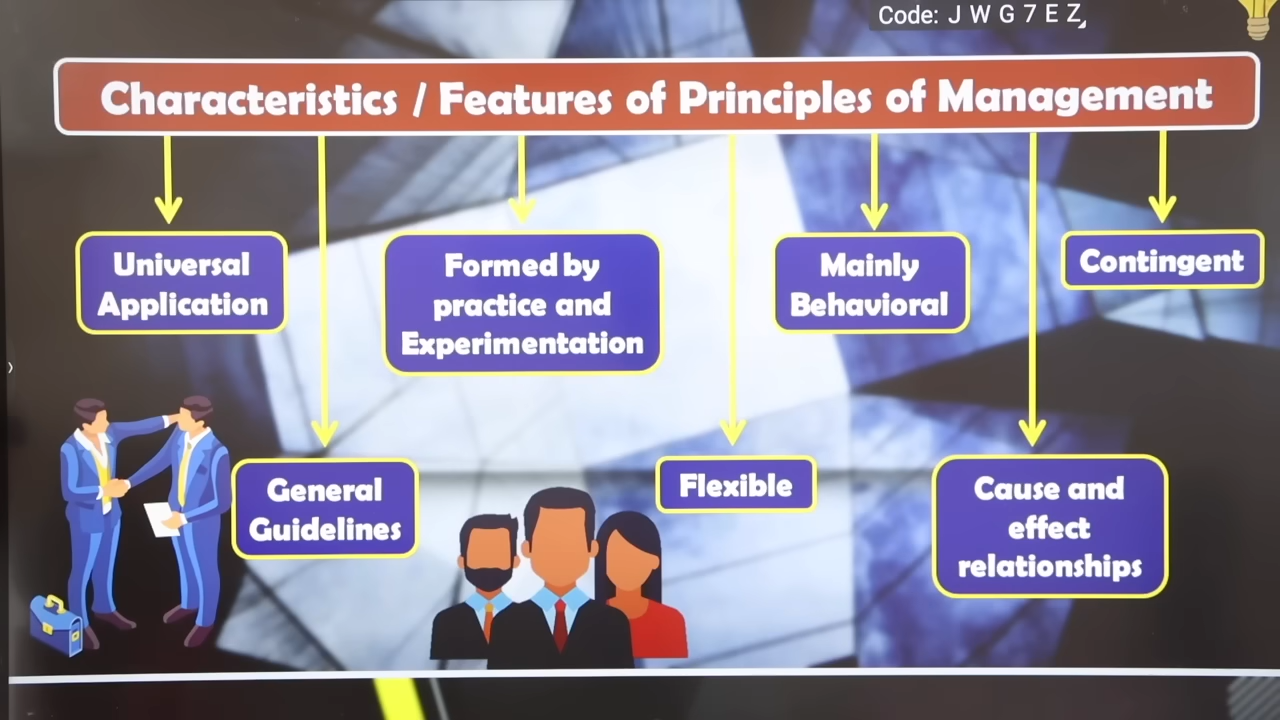 Code: J W G 7 E Z
Characteristics / Features of Principles of Management
Universal
Application
General
Guidelines
Formed by
practice and
Experimentation
Flexible
Mainly
Behavioral
Cause and
effect
relationships
Contingent